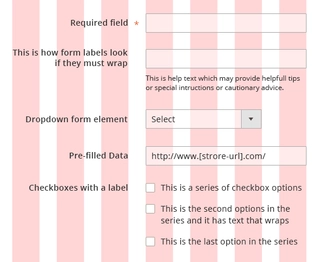 Required field *
This is how form labels look
if they must wrap
This is help text which may provide helpfull tips
or special intructions or cautionary advice.
Dropdown form element
Select
Pre-filled Data
http://www.[strore-url].com/
Checkboxes with a label
This is a series of checkbox options
This is the second options in the
series and it has text that wraps
This is the last option in the series